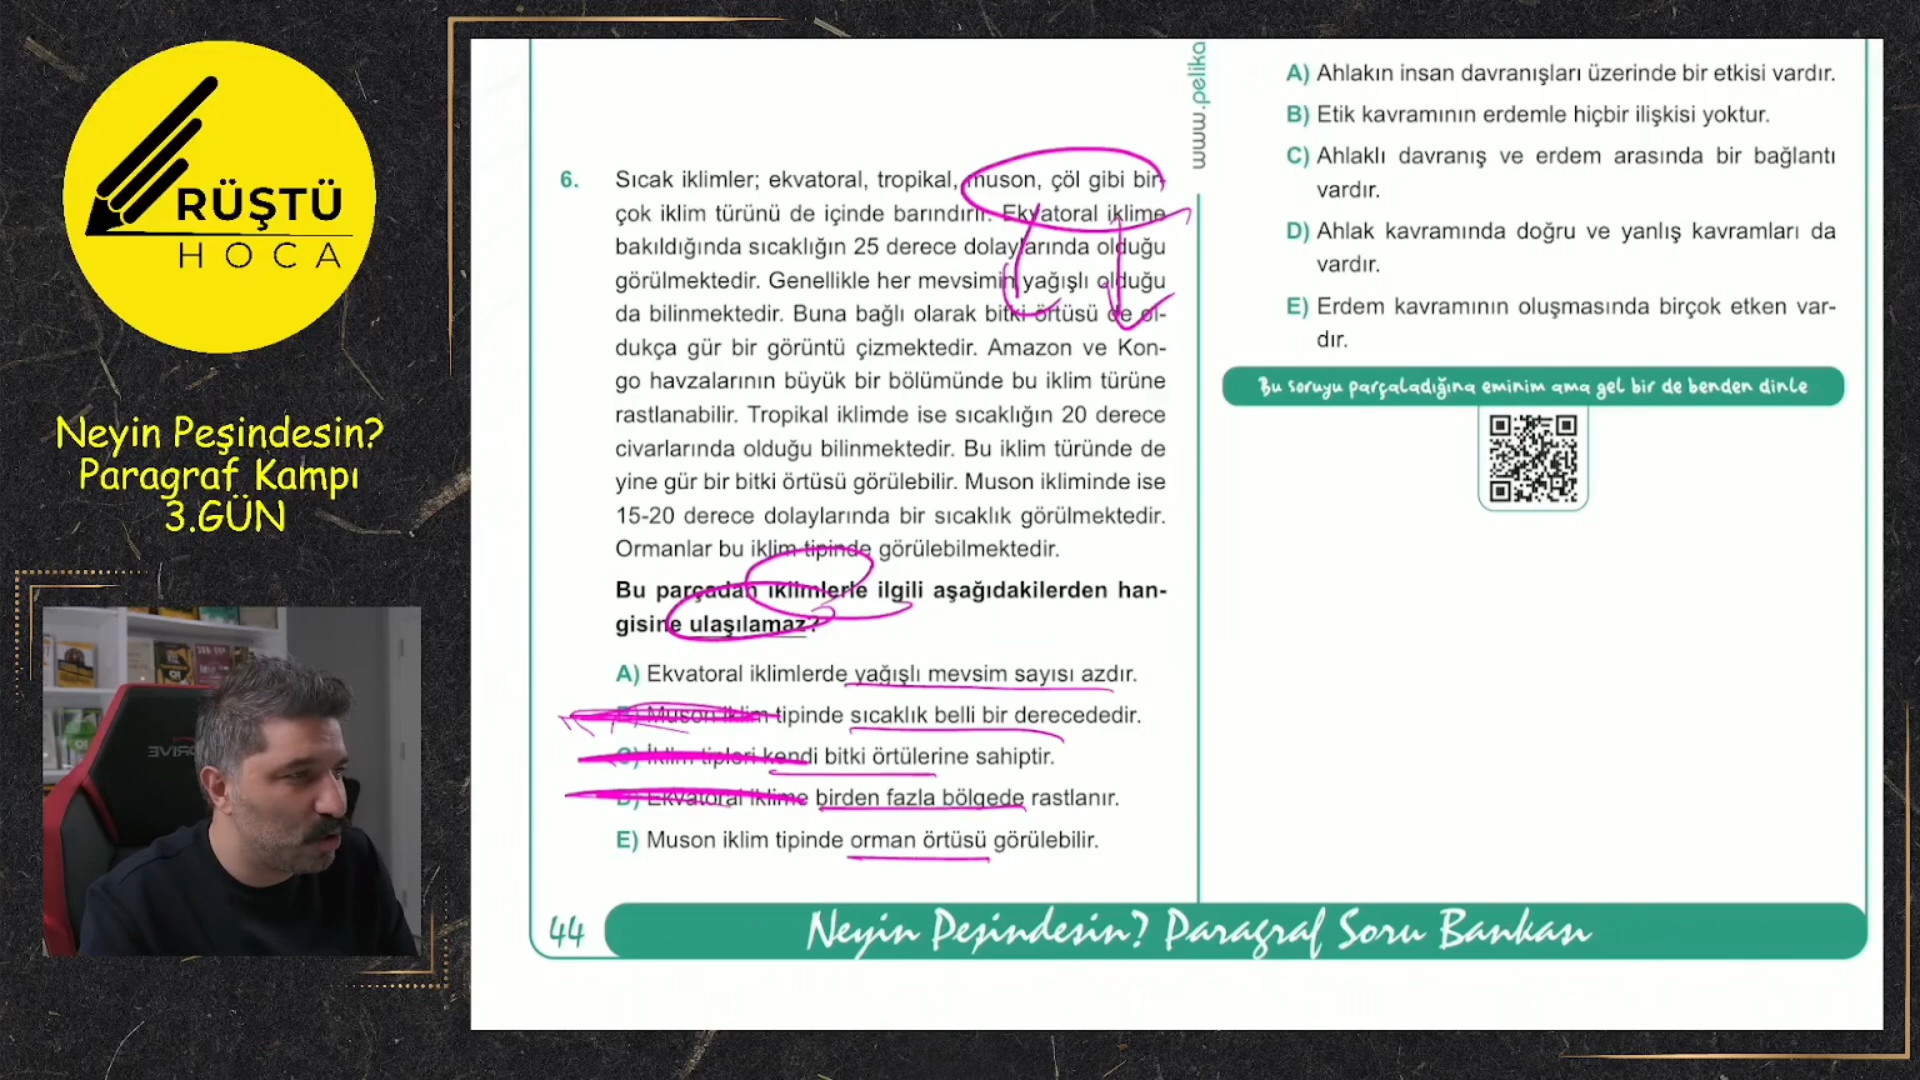 RÜŞTÜ
HOCA
Neyin Peşindesin?
Paragraf Kampı
3.GÜN
6. Sıcak iklimler; ekvatoral, tropikal, muson, çöl gibi bir-
çok iklim türünü de içinde barındırır. Ekvatoral iklime
bakıldığında sıcaklığın 25 derece dolaylarında olduğu
görülmektedir. Genellikle her mevsimin yağışlı olduğu
da bilinmektedir. Buna bağlı olarak bitki örtüsü de ol-
dukça gür bir görüntü çizmektedir. Amazon ve Kon-
go havzalarının büyük bir bölümünde bu iklim türüne
rastlanabilir. Tropikal iklimde ise sıcaklığın 20 derece
civarlarında olduğu bilinmektedir. Bu iklim türünde de
yine gür bir bitki örtüsü görülebilir. Muson ikliminde ise
15-20 derece dolaylarında bir sıcaklık görülmektedir.
Ormanlar bu iklim tipinde görülebilmektedir.
Bu parçadan iklimlerle ilgili aşağıdakilerden han-
gisine ulaşılamaz?
A) Ekvatoral iklimlerde yağışlı mevsim sayısı azdır.
B) Muson iklim tipinde sıcaklık belli bir derecededir.
C) İklim tipleri kendi bitki örtülerine sahiptir.
D) Ekvatoral iklime birden fazla bölgede rastlanır.
E) Muson iklim tipinde orman örtüsü görülebilir.
www.pelika
A) Ahlakın insan davranışları üzerinde bir etkisi vardır.
B) Etik kavramının erdemle hiçbir ilişkisi yoktur.
C) Ahlaklı davranış ve erdem arasında bir bağlantı
vardır.
D) Ahlak kavramında doğru ve yanlış kavramları da
vardır.
E) Erdem kavramının oluşmasında birçok etken var-
dır.
Bu soruyu parçaladığına eminim ama gel bir de benden dinle
44
Neyin Peşindesin? Paragraf Soru Bankası